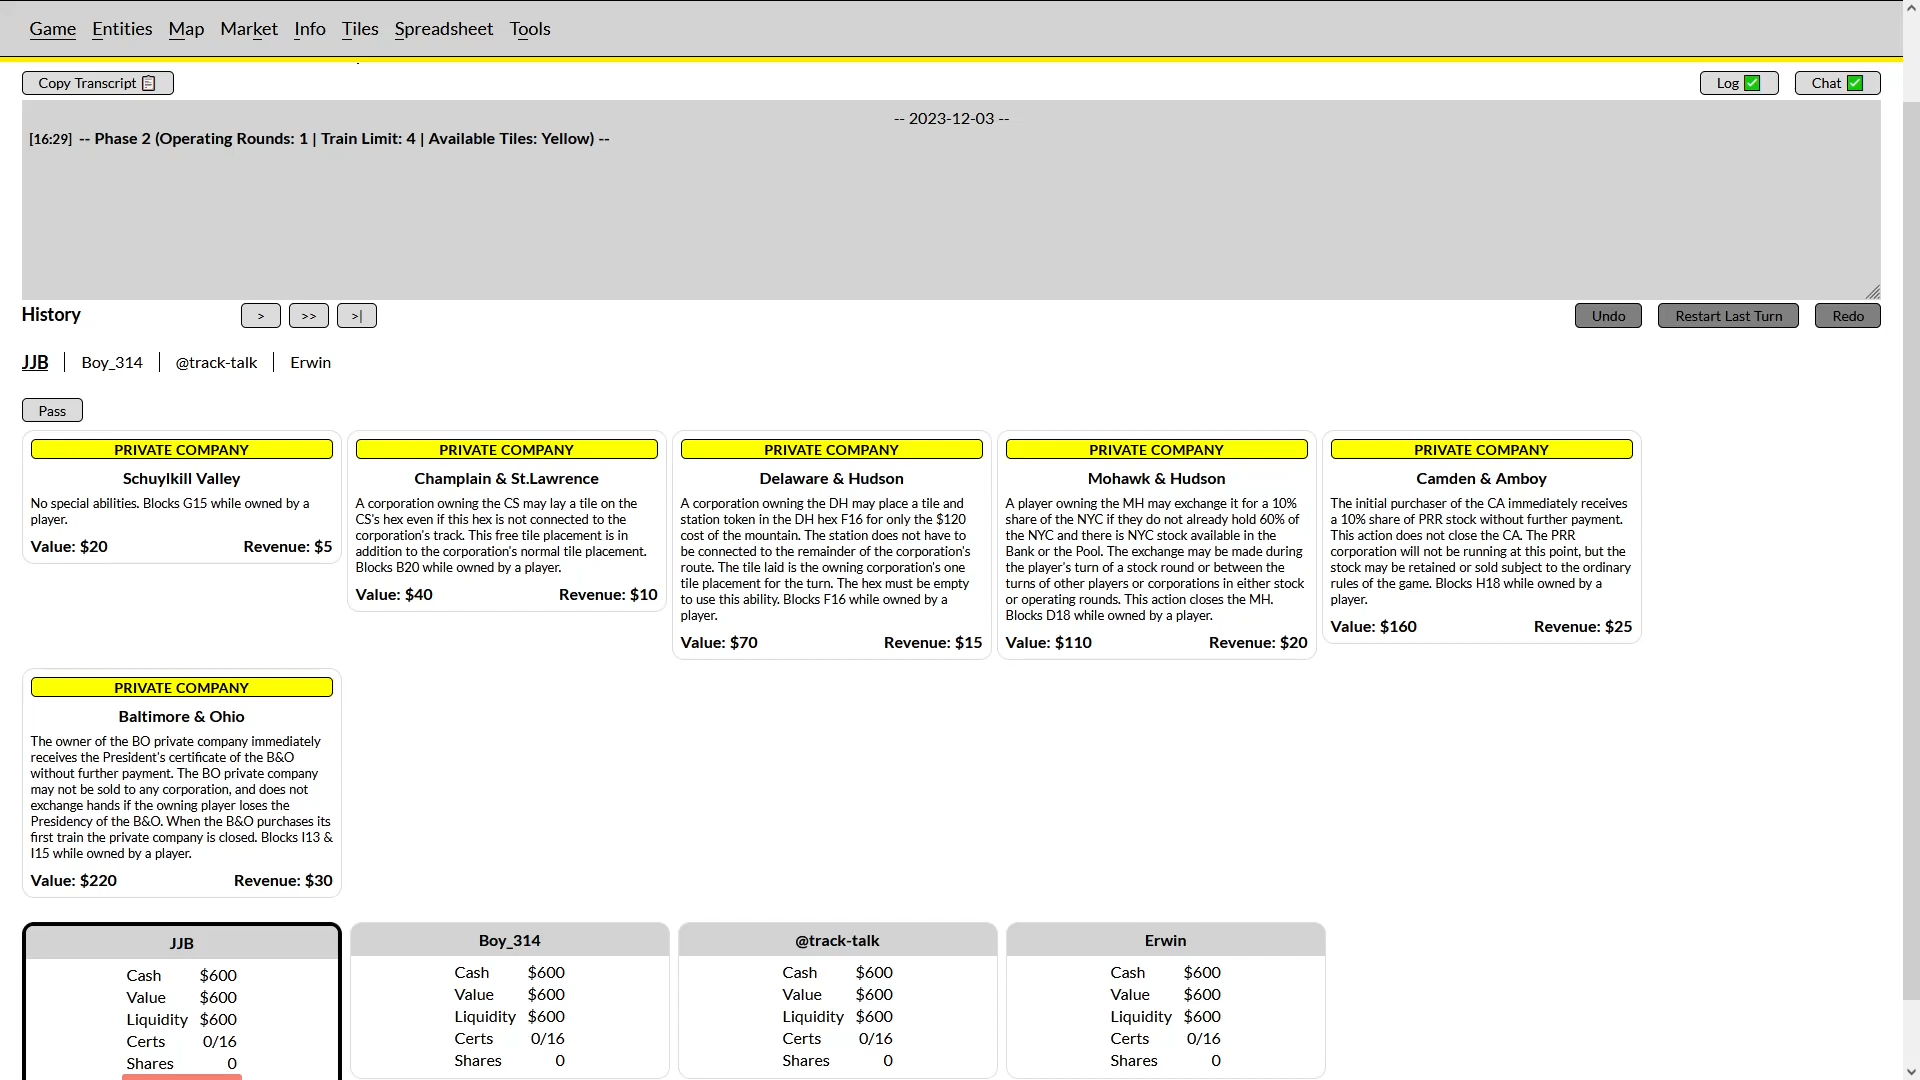 Game Entities Map Market Info Tiles Spreadsheet Tools
Copy Transcript Log Chat
-- 2023-12-03 --
[16:29] -- Phase 2 (Operating Rounds: 1 | Train Limit: 4 | Available Tiles: Yellow) --
History > >> >| Undo Restart Last Turn Redo
JJB Boy_314 @track-talk Erwin
Pass
PRIVATE COMPANY
Schuylkill Valley
No special abilities. Blocks G15 while owned by a
player.
Value: $20 Revenue: $5
PRIVATE COMPANY
Champlain & St.Lawrence
A corporation owning the CS may lay a tile on the
CS's hex even if this hex is not connected to the
corporation's track. This free tile placement is in
addition to the corporation's normal tile placement.
Blocks B20 while owned by a player.
Value: $40 Revenue: $10
PRIVATE COMPANY
Delaware & Hudson
A corporation owning the DH may place a tile and
station token in the DH hex F16 for only the $120
cost of the mountain. The station does not have to
be connected to the remainder of the corporation's
route. The tile laid is the owning corporation's one
tile placement for the turn. The hex must be empty
to use this ability. Blocks F16 while owned by a
player.
Value: $70 Revenue: $15
PRIVATE COMPANY
Mohawk & Hudson
A player owning the MH may exchange it for a 10%
share of the NYC if they do not already hold 60% of
the NYC and there is NYC stock available in the
Bank or the Pool. The exchange may be made during
the player's turn of a stock round or between the
turns of other players or corporations in either stock
or operating rounds. This action closes the MH.
Blocks D18 while owned by a player.
Value: $110 Revenue: $20
PRIVATE COMPANY
Camden & Amboy
The initial purchaser of the CA immediately receives
a 10% share of PRR stock without further payment.
This action does not close the CA. The PRR
corporation will not be running at this point, but the
stock may be retained or sold subject to the ordinary
rules of the game. Blocks H18 while owned by a
player.
Value: $160 Revenue: $25
PRIVATE COMPANY
Baltimore & Ohio
The owner of the BO private company immediately
receives the President's certificate of the B&O
without further payment. The BO private company
may not be sold to any corporation, and does not
exchange hands if the owning player loses the
Presidency of the B&O. When the B&O purchases its
first train the private company is closed. Blocks I13 &
I15 while owned by a player.
Value: $220 Revenue: $30
JJB
Cash $600
Value $600
Liquidity $600
Certs 0/16
Shares 0
Boy_314
Cash $600
Value $600
Liquidity $600
Certs 0/16
Shares 0
@track-talk
Cash $600
Value $600
Liquidity $600
Certs 0/16
Shares 0
Erwin
Cash $600
Value $600
Liquidity $600
Certs 0/16
Shares 0